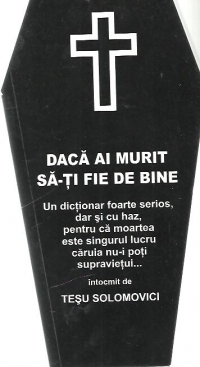 DACĂ AI MURIT
SĂ-ȚI FIE DE BINE
Un dicționar foarte serios,
dar și cu haz,
pentru că moartea
este singurul lucru
căruia nu-i poți
supraviețui...
întocmit de
TEȘU SOLOMOVICI